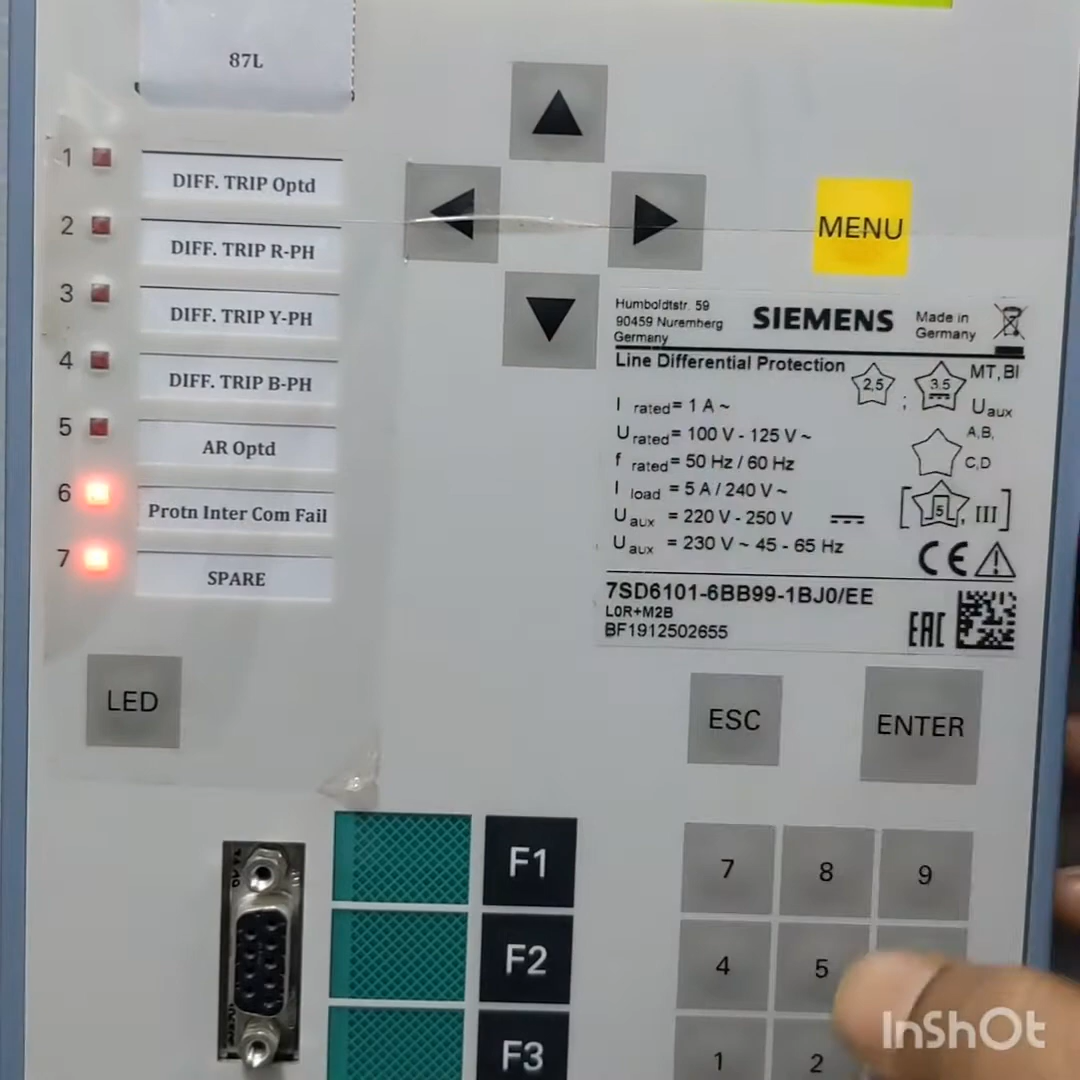 87L
1 DIFF. TRIP Optd
2 DIFF. TRIP R-PH
3 DIFF. TRIP Y-PH
4 DIFF. TRIP B-PH
5 AR Optd
6 Protn Inter Com Fail
7 SPARE
LED
MENU
Humboldtstr. 59
90459 Nuremberg
Germany
SIEMENS
Made in
Germany
Line Differential Protection
2,5 ; 3.5 MT, BI
Uaux
I rated= 1 A ~
U rated= 100 V - 125 V ~
f rated= 50 Hz / 60 Hz
I load = 5 A / 240 V ~
U aux = 220 V - 250 V
U aux = 230 V ~ 45 - 65 Hz
A,B,
C,D
[5, III]
CE
7SD6101-6BB99-1BJ0/EE
L0R+M2B
BF1912502655
EAC
ESC
ENTER
F1
F2
F3
7 8 9
4 5
1 2
InShOt